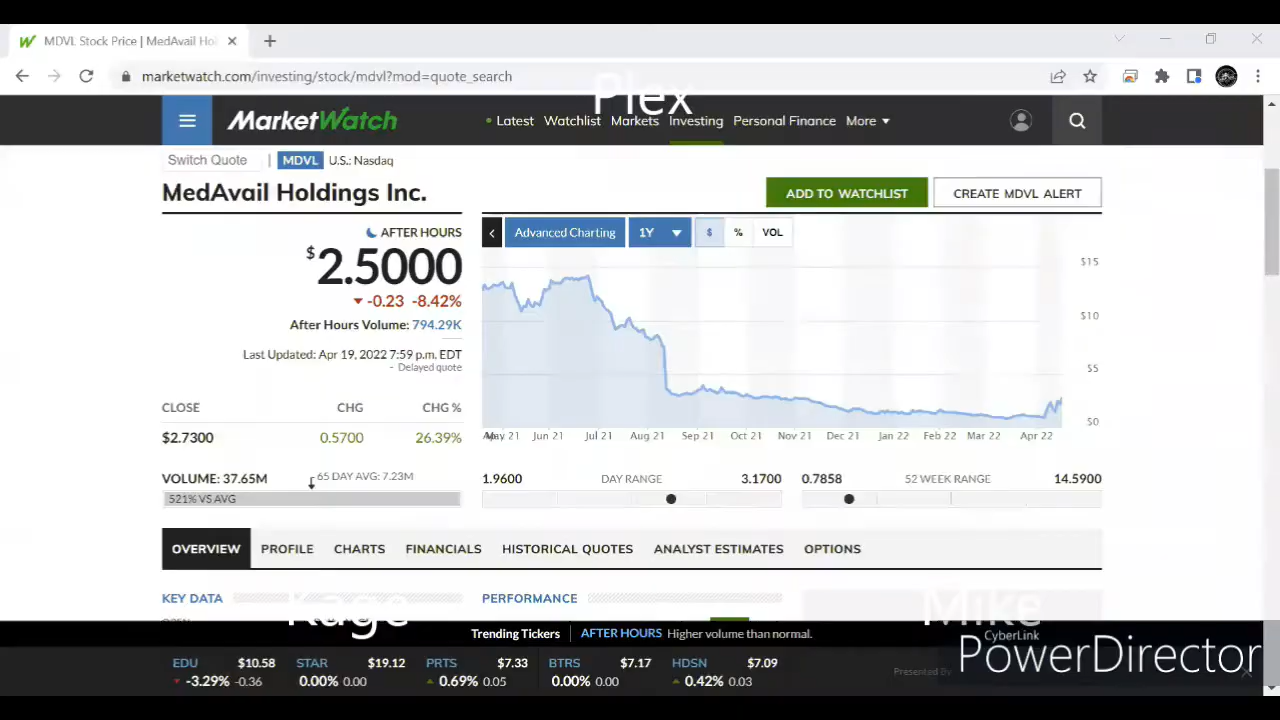 MDVL Stock Price | MedAvail Hol
marketwatch.com/investing/stock/mdvl?mod=quote_search
Plex
MarketWatch
Latest Watchlist Markets Investing Personal Finance More
Switch Quote | MDVL U.S.: Nasdaq
MedAvail Holdings Inc.
ADD TO WATCHLIST CREATE MDVL ALERT
AFTER HOURS
$2.5000
-0.23 -8.42%
After Hours Volume: 794.29K
Last Updated: Apr 19, 2022 7:59 p.m. EDT
- Delayed quote
CLOSE CHG CHG %
$2.7300 0.5700 26.39%
VOLUME: 37.65M 65 DAY AVG: 7.23M
521% VS AVG
< Advanced Charting 1Y $ % VOL
$15
$10
$5
$0
May 21 Jun 21 Jul 21 Aug 21 Sep 21 Oct 21 Nov 21 Dec 21 Jan 22 Feb 22 Mar 22 Apr 22
1.9600 DAY RANGE 3.1700
0.7858 52 WEEK RANGE 14.5900
OVERVIEW PROFILE CHARTS FINANCIALS HISTORICAL QUOTES ANALYST ESTIMATES OPTIONS
KEY DATA PERFORMANCE
Kage Mike
Trending Tickers | AFTER HOURS Higher volume than normal.
CyberLink
PowerDirector
EDU $10.58 STAR $19.12 PRTS $7.33 BTRS $7.17 HDSN $7.09
-3.29% -0.36 0.00% 0.00 0.69% 0.05 0.00% 0.00 0.42% 0.03
Presented By